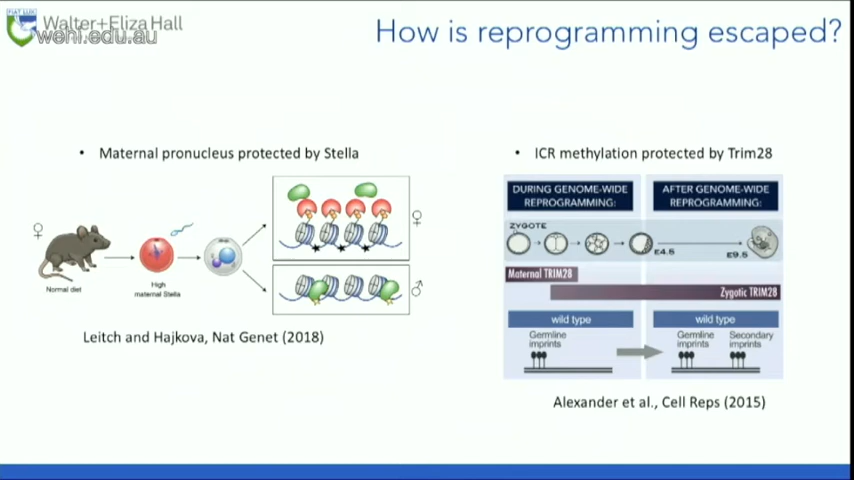 FIAT LUX
Walter+Eliza Hall
wehi.edu.au
How is reprogramming escaped?
• Maternal pronucleus protected by Stella
♀
Normal diet
High
maternal Stella
♀
♂
Leitch and Hajkova, Nat Genet (2018)
• ICR methylation protected by Trim28
DURING GENOME-WIDE
REPROGRAMMING:
AFTER GENOME-WIDE
REPROGRAMMING:
ZYGOTE
E4.5
E9.5
Maternal TRIM28
Zygotic TRIM28
wild type
wild type
Germline
imprints
Germline
imprints
Secondary
imprints
Alexander et al., Cell Reps (2015)